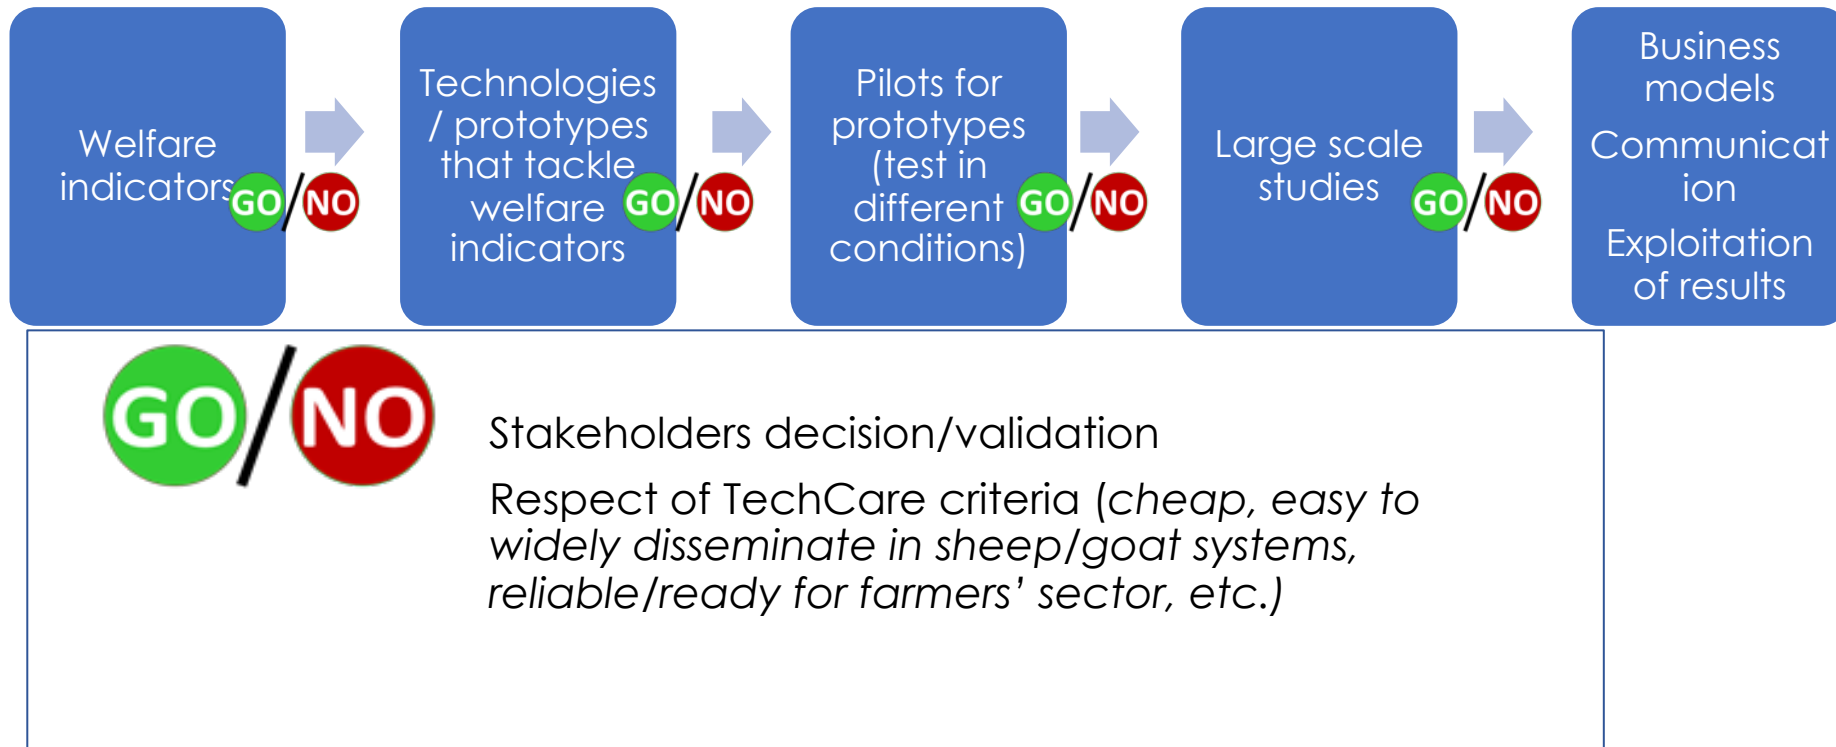 Welfare
indicators
GO/NO
Technologies
/ prototypes
that tackle
welfare
indicators
GO/NO
Pilots for
prototypes
(test in
different
conditions)
GO/NO
Large scale
studies
GO/NO
Business
models
Communicat
ion
Exploitation
of results
GO/NO
Stakeholders decision/validation
Respect of TechCare criteria (cheap, easy to
widely disseminate in sheep/goat systems,
reliable/ready for farmers’ sector, etc.)